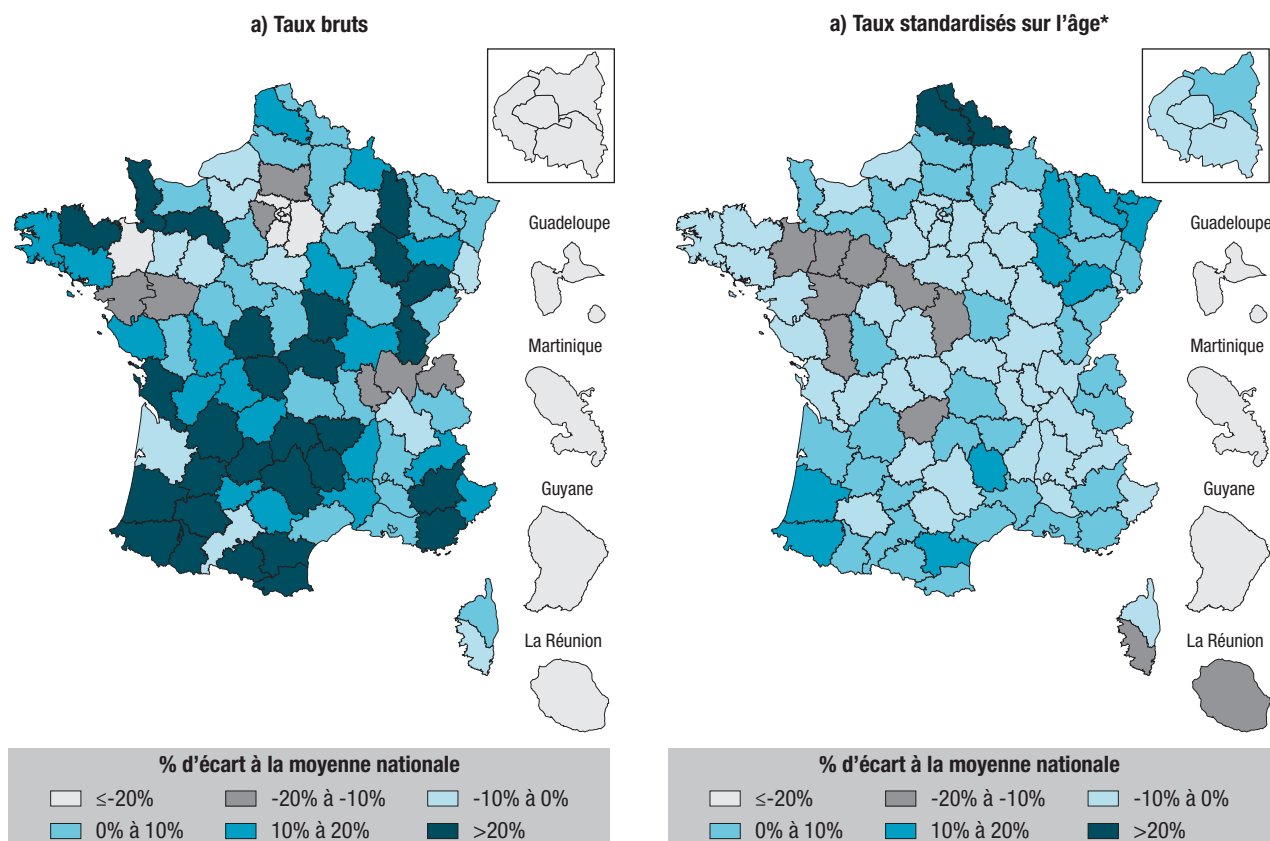 a) Taux bruts
Guadeloupe
Martinique
Guyane
La Réunion
% d'écart à la moyenne nationale
≤-20%
-20% à -10%
-10% à 0%
0% à 10%
10% à 20%
>20%
a) Taux standardisés sur l'âge*
Guadeloupe
Martinique
Guyane
La Réunion
% d'écart à la moyenne nationale
≤-20%
-20% à -10%
-10% à 0%
0% à 10%
10% à 20%
>20%